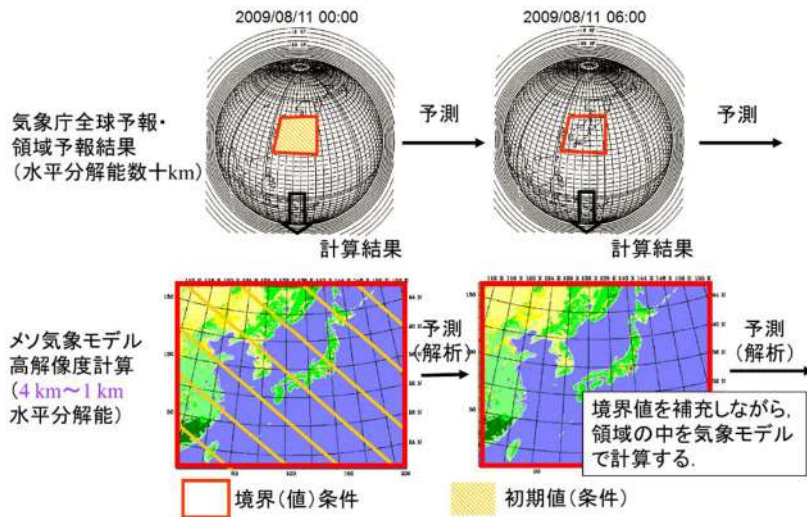 2009/08/11 00:00
2009/08/11 06:00
気象庁全球予報・
領域予報結果
（水平分解能数十km）
予測
予測
計算結果
計算結果
メソ気象モデル
高解像度計算
（4 km～1 km
水平分解能）
予測
(解析)
予測
(解析)
境界値を補充しながら,
領域の中を気象モデル
で計算する.
境界（値）条件
初期値（条件）